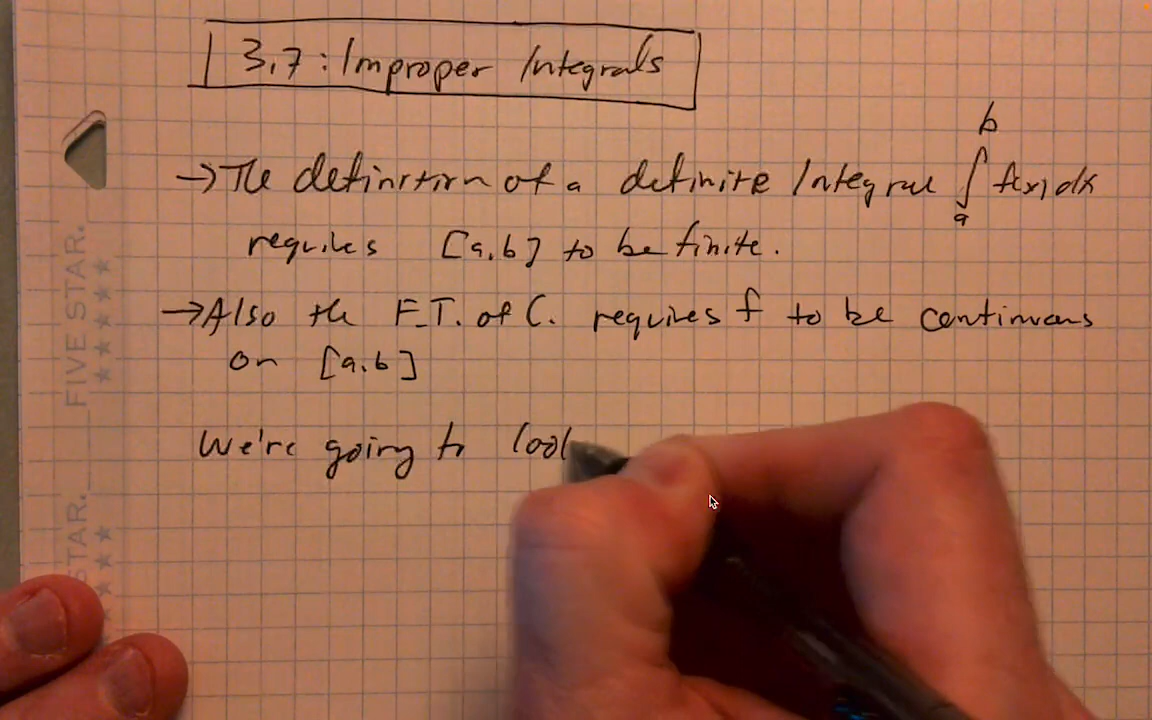 3.7: Improper Integrals
→The definition of a definite Integral ∫ₐᵇ f(x) dx
requires [a,b] to be finite.
→Also the F.T. of C. requires f to be continuous
on [a,b]
We're going to look
FIVE STAR.
STAR.